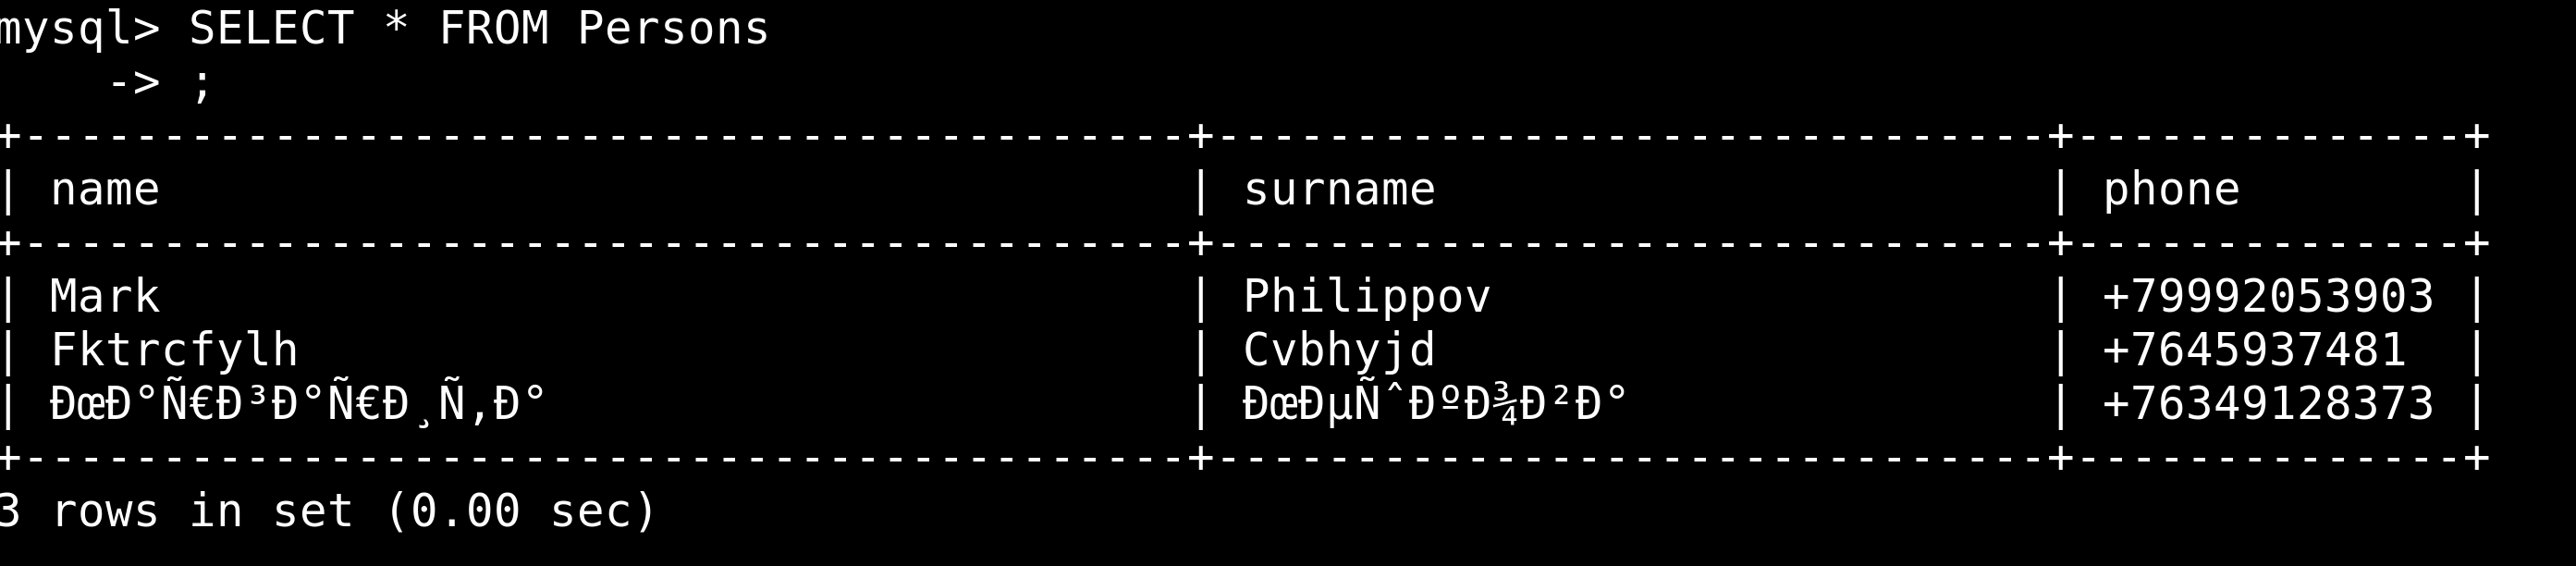 mysql> SELECT * FROM Persons
    -> ;
+------------------------------------------+------------------------------+--------------+
| name                                     | surname                      | phone        |
+------------------------------------------+------------------------------+--------------+
| Mark                                     | Philippov                    | +79992053903 |
| Fktrcfylh                                | Cvbhyjd                      | +7645937481  |
| ÐœÐ°Ñ€Ð³Ð°Ñ€Ð¸Ñ‚Ð°                       | ÐœÐµÑˆÐºÐ¾Ð²Ð°               | +76349128373 |
+------------------------------------------+------------------------------+--------------+
3 rows in set (0.00 sec)